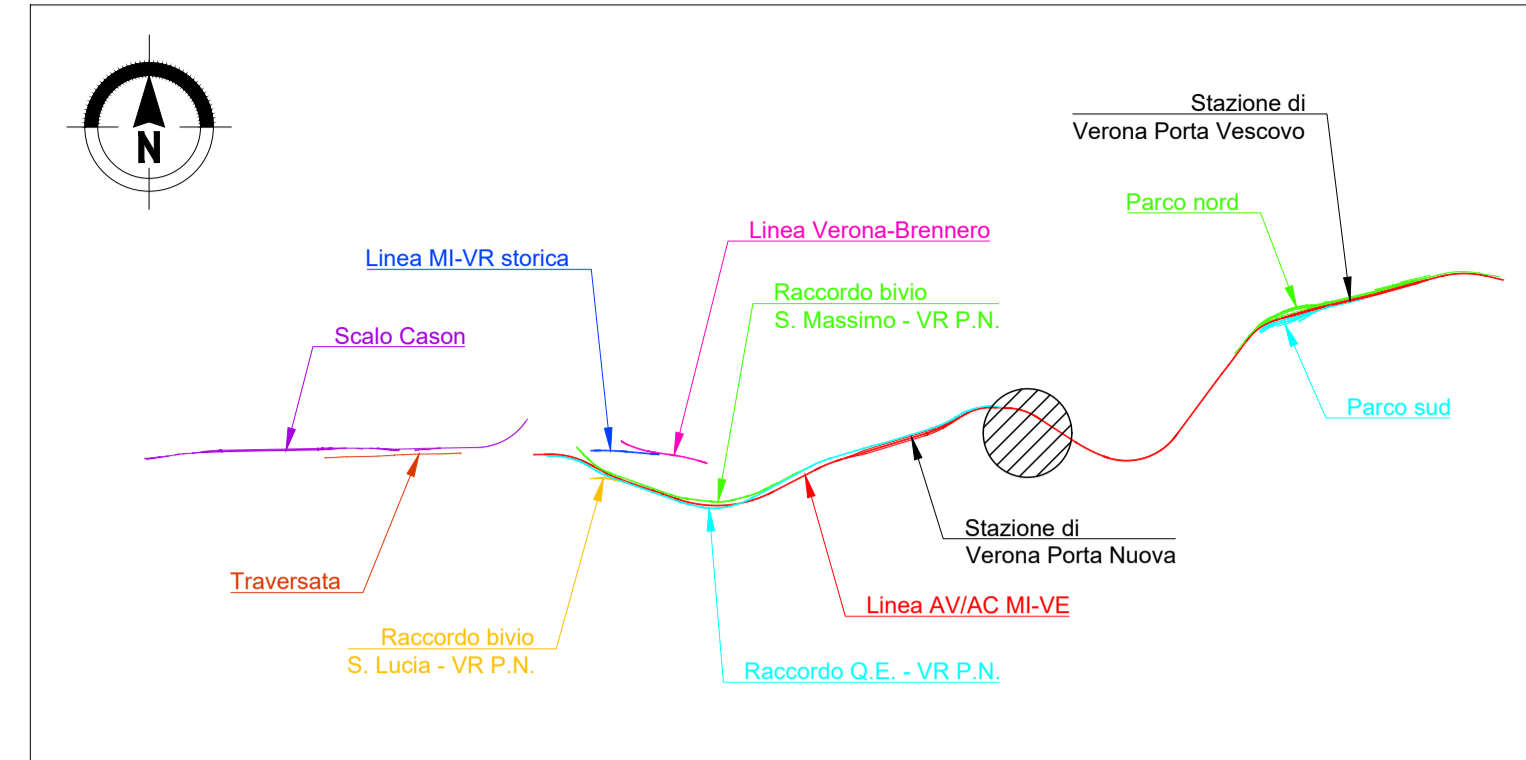 N
Stazione di
Verona Porta Vescovo
Parco nord
Linea Verona-Brennero
Linea MI-VR storica
Raccordo bivio
S. Massimo - VR P.N.
Scalo Cason
Parco sud
Stazione di
Verona Porta Nuova
Traversata
Linea AV/AC MI-VE
Raccordo bivio
S. Lucia - VR P.N.
Raccordo Q.E. - VR P.N.